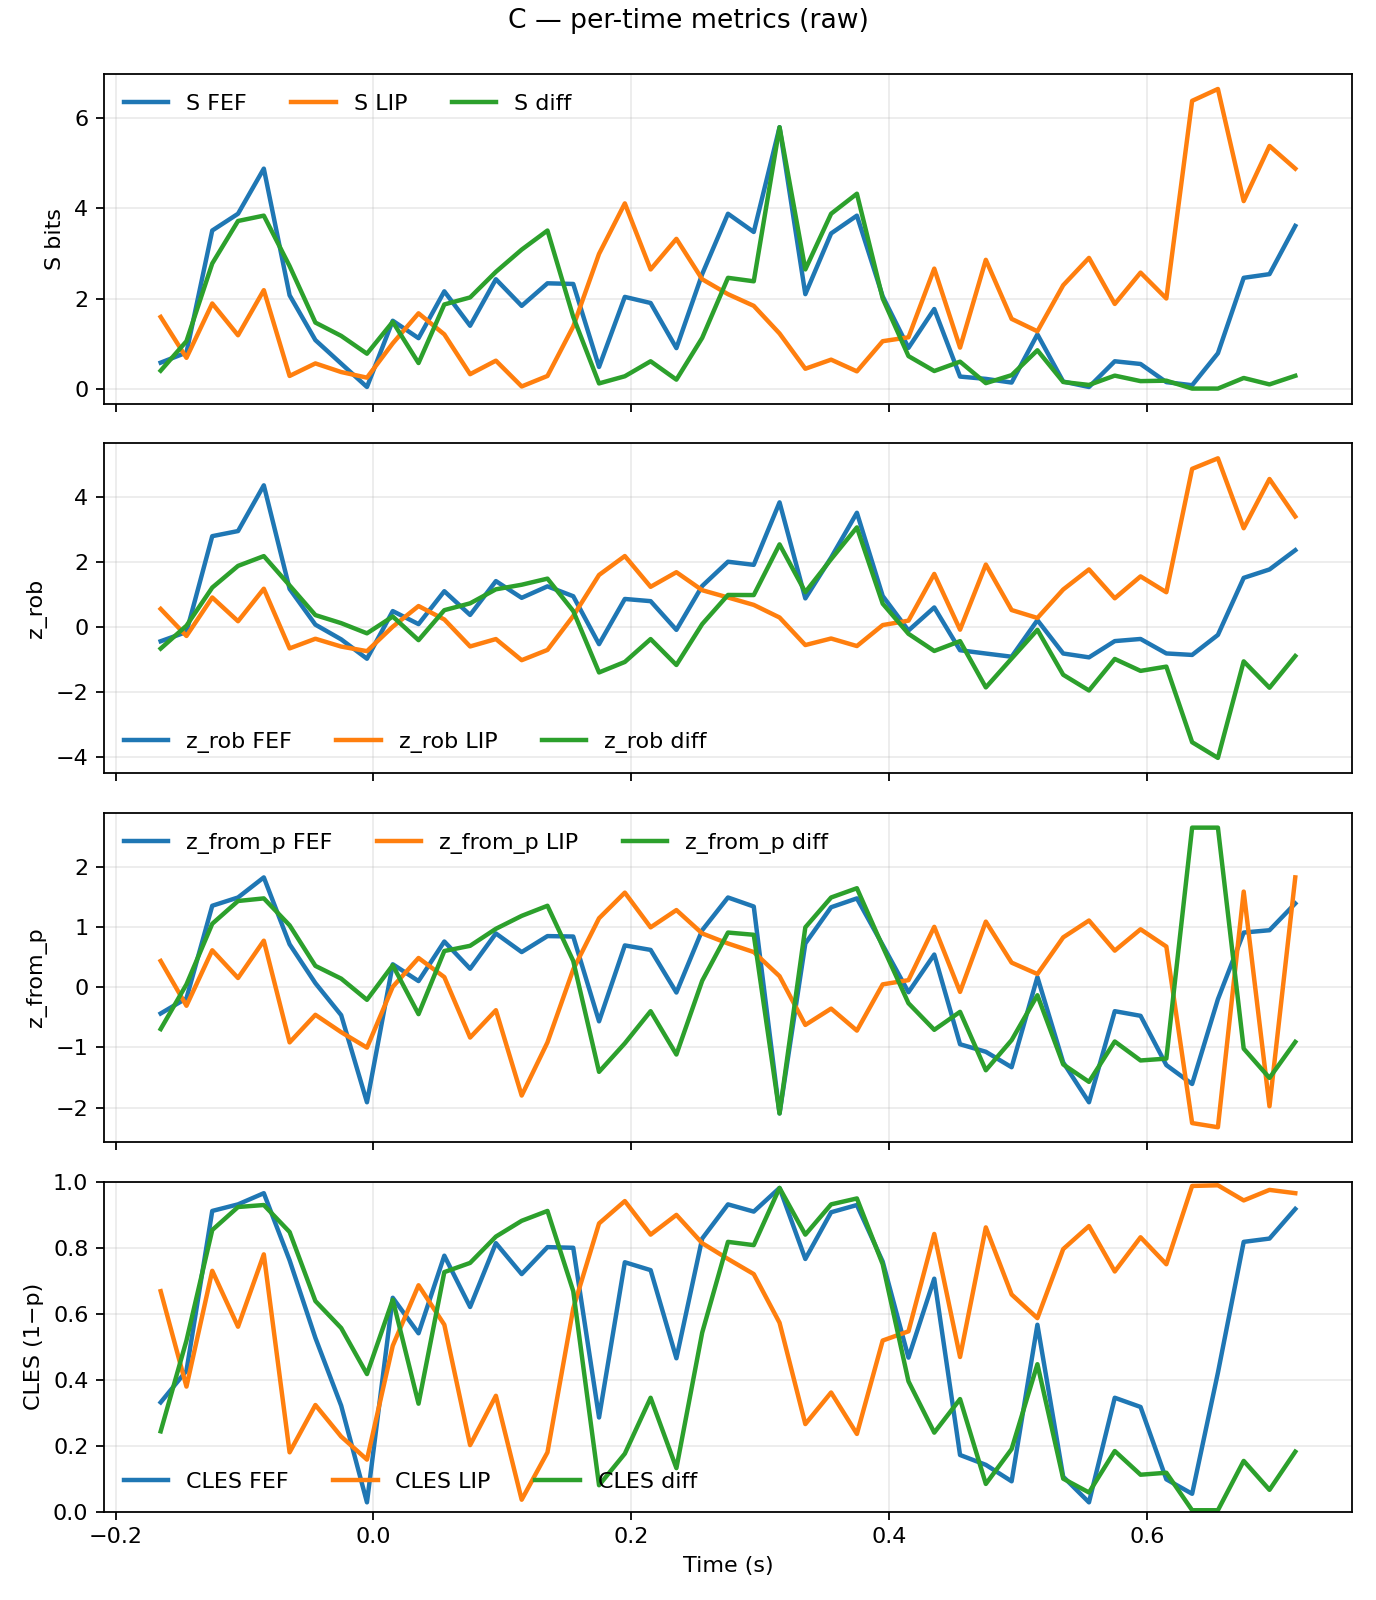 C — per-time metrics (raw)
S FEF S LIP S diff
S bits
6
4
2
0
z_rob
4
2
0
−2
−4
z_rob FEF z_rob LIP z_rob diff
z_from_p FEF z_from_p LIP z_from_p diff
z_from_p
2
1
0
−1
−2
CLES (1−p)
1.0
0.8
0.6
0.4
0.2
0.0
CLES FEF CLES LIP CLES diff
−0.2 0.0 0.2 0.4 0.6
Time (s)